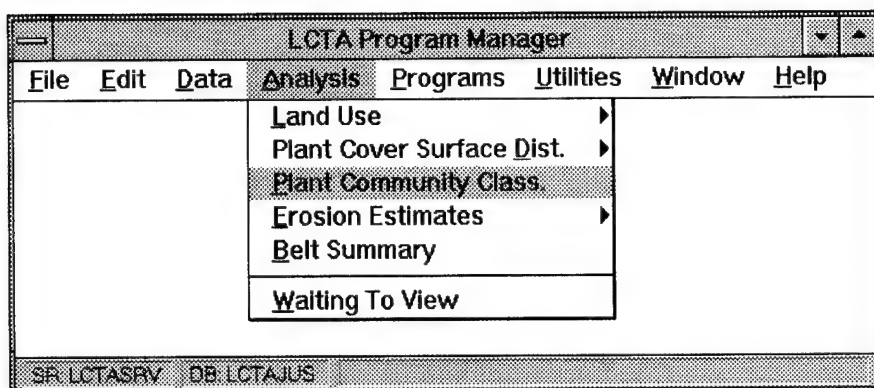 LCTA Program Manager
File Edit Data Analysis Programs Utilities Window Help
Land Use
Plant Cover Surface Dist.
Plant Community Class.
Erosion Estimates
Belt Summary
Waiting To View
SR: LCTASRV DB: LCTAJUS